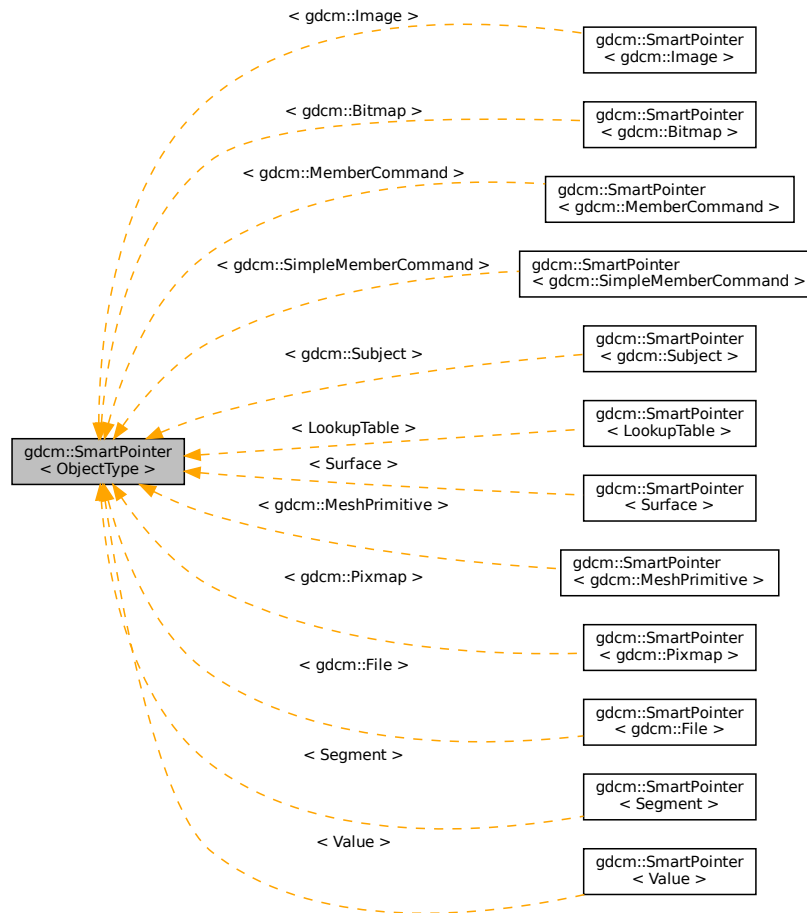 < gdcm::Image >
gdcm::SmartPointer
< gdcm::Image >
< gdcm::Bitmap >
gdcm::SmartPointer
< gdcm::Bitmap >
< gdcm::MemberCommand >
gdcm::SmartPointer
< gdcm::MemberCommand >
< gdcm::SimpleMemberCommand >
gdcm::SmartPointer
< gdcm::SimpleMemberCommand >
< gdcm::Subject >
gdcm::SmartPointer
< gdcm::Subject >
< LookupTable >
gdcm::SmartPointer
< LookupTable >
gdcm::SmartPointer
< ObjectType >
< Surface >
gdcm::SmartPointer
< Surface >
< gdcm::MeshPrimitive >
gdcm::SmartPointer
< gdcm::MeshPrimitive >
< gdcm::Pixmap >
gdcm::SmartPointer
< gdcm::Pixmap >
< gdcm::File >
gdcm::SmartPointer
< gdcm::File >
< Segment >
gdcm::SmartPointer
< Segment >
< Value >
gdcm::SmartPointer
< Value >